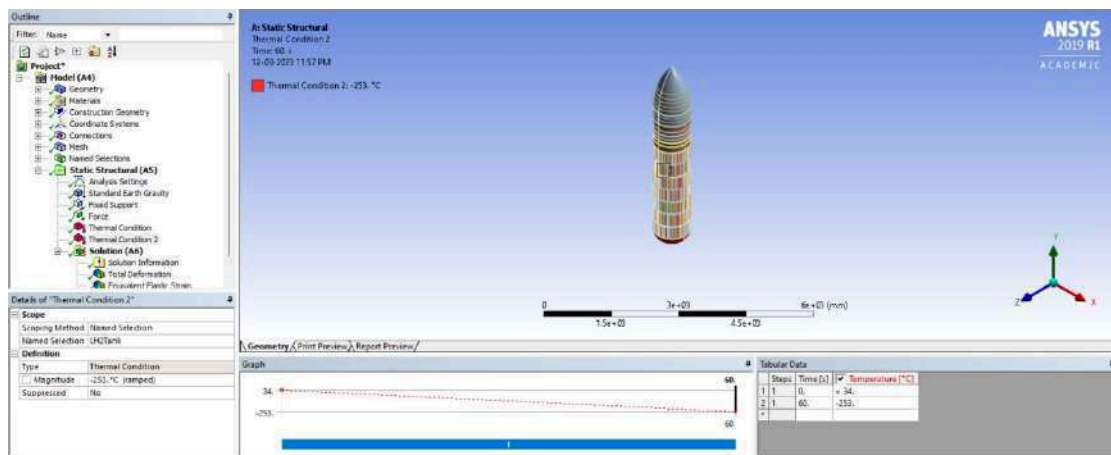 Outline
Filter: Name
Project*
Model (A4)
Geometry
Materials
Construction Geometry
Coordinate Systems
Connections
Mesh
Named Selections
Static Structural (A5)
Analysis Settings
Standard Earth Gravity
Fixed Support
Force
Thermal Condition
Thermal Condition 2
Solution (A6)
Solution Information
Total Deformation
Equivalent Elastic Strain
Details of "Thermal Condition 2"
Scope
Scoping Method Named Selection
Named Selection LH2Tank
Definition
Type Thermal Condition
Magnitude -253. °C (ramped)
Suppressed No
A: Static Structural
Thermal Condition 2
Time: 60. s
11:57 PM
Thermal Condition 2: -253. °C
ANSYS
2019 R1
ACADEMIC
Y
Z
X
0
3e+03
6e+03 (mm)
1.5e+03
4.5e+03
Geometry Print Preview Report Preview
Graph
60.
34.
-253.
60.
1
Tabular Data
Steps Time [s] Temperature [°C]
1 1 0. = 34.
2 1 60. -253.
*